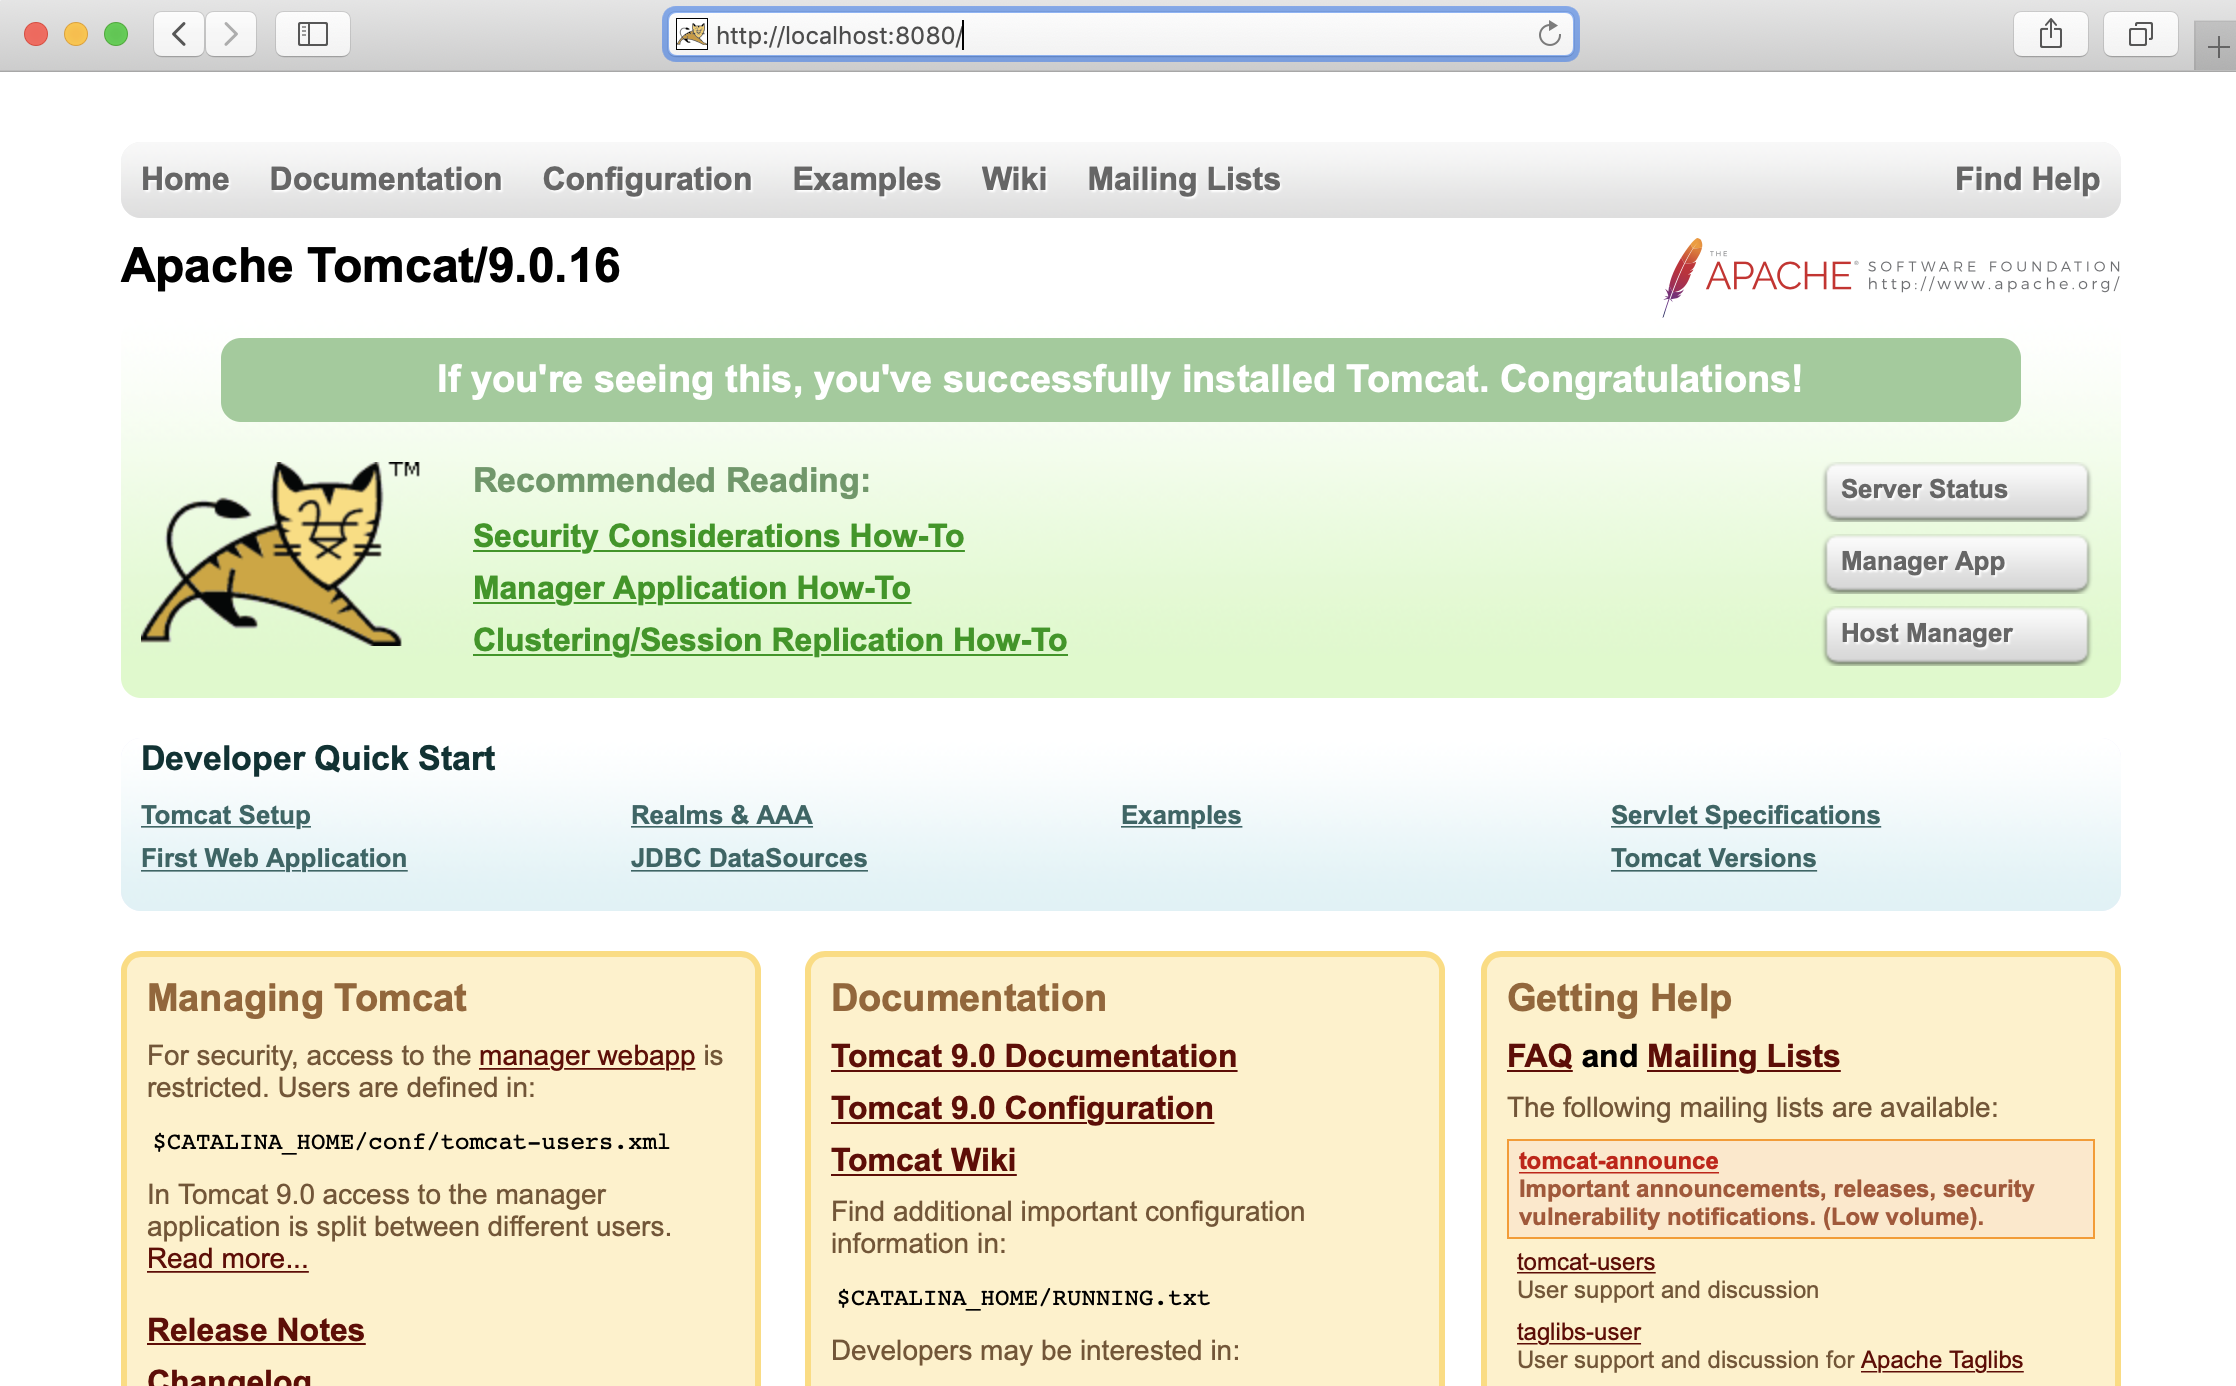 http://localhost:8080/
Home Documentation Configuration Examples Wiki Mailing Lists Find Help
Apache Tomcat/9.0.16
THE
APACHE® SOFTWARE FOUNDATION
http://www.apache.org/
If you're seeing this, you've successfully installed Tomcat. Congratulations!
TM
Recommended Reading:
Security Considerations How-To
Manager Application How-To
Clustering/Session Replication How-To
Server Status
Manager App
Host Manager
Developer Quick Start
Tomcat Setup
First Web Application
Realms & AAA
JDBC DataSources
Examples
Servlet Specifications
Tomcat Versions
Managing Tomcat
For security, access to the manager webapp is
restricted. Users are defined in:
$CATALINA_HOME/conf/tomcat-users.xml
In Tomcat 9.0 access to the manager
application is split between different users.
Read more...
Release Notes
Changelog
Documentation
Tomcat 9.0 Documentation
Tomcat 9.0 Configuration
Tomcat Wiki
Find additional important configuration
information in:
$CATALINA_HOME/RUNNING.txt
Developers may be interested in:
Getting Help
FAQ and Mailing Lists
The following mailing lists are available:
tomcat-announce
Important announcements, releases, security
vulnerability notifications. (Low volume).
tomcat-users
User support and discussion
taglibs-user
User support and discussion for Apache Taglibs